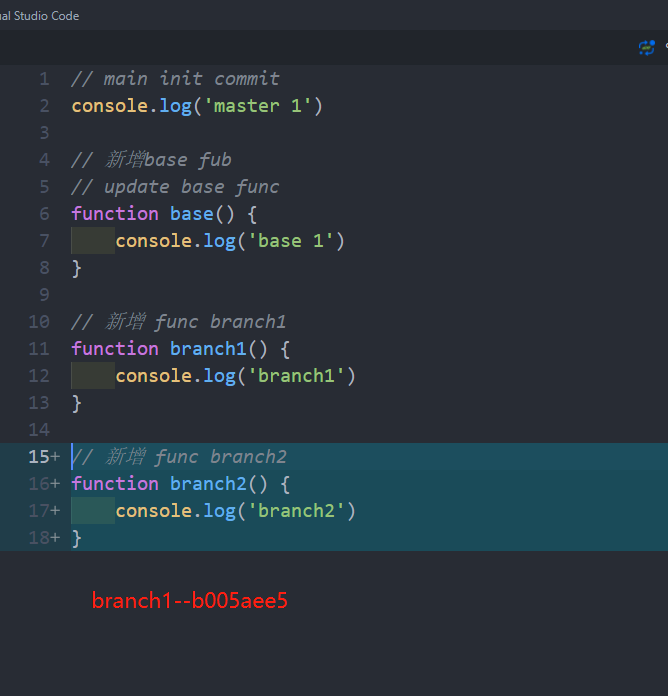 ual Studio Code
1 // main init commit
2 console.log('master 1')
3
4 // 新增base fub
5 // update base func
6 function base() {
7 console.log('base 1')
8 }
9
10 // 新增 func branch1
11 function branch1() {
12 console.log('branch1')
13 }
14
15+ // 新增 func branch2
16+ function branch2() {
17+ console.log('branch2')
18+ }
branch1--b005aee5